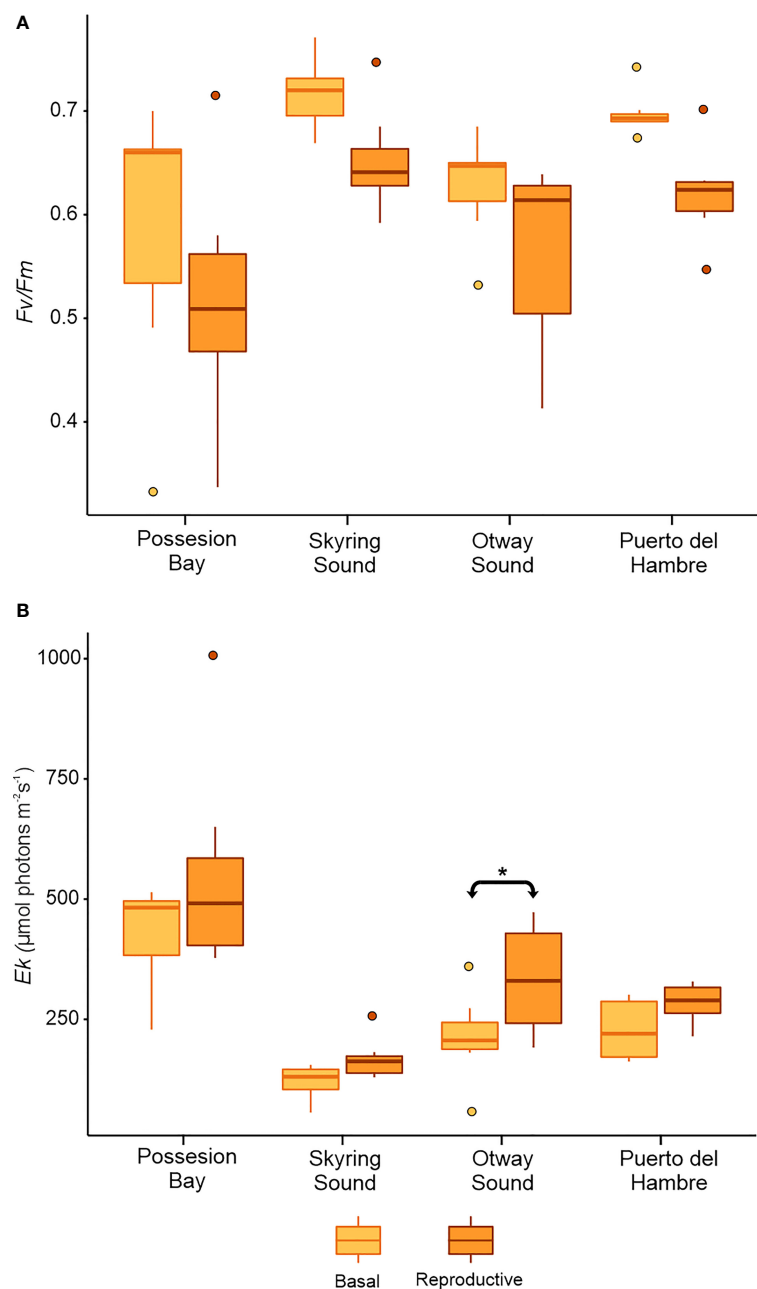 A
Fv/Fm
0.7
0.6
0.5
0.4
Possesion
Bay
Skyring
Sound
Otway
Sound
Puerto del
Hambre
B
Ek (μmol photons m⁻²s⁻¹)
1000
750
500
250
*
Possesion
Bay
Skyring
Sound
Otway
Sound
Puerto del
Hambre
Basal
Reproductive